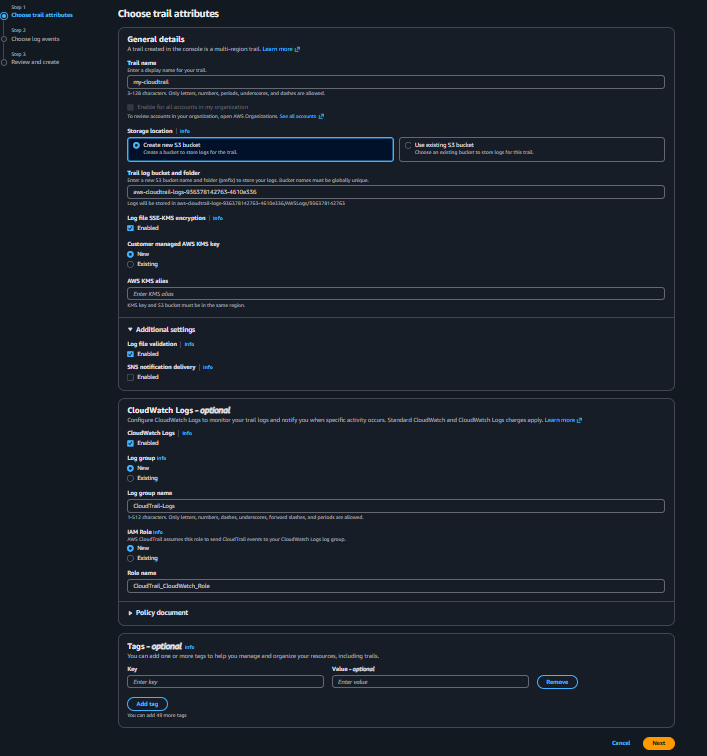 Step 1
Choose trail attributes
Step 2
Choose log events
Step 3
Review and create
Choose trail attributes
General details
A trail created in the console is a multi-region trail. Learn more
Trail name
Enter a display name for your trail.
my-cloudtrail
3-128 characters. Only letters, numbers, periods, underscores, and dashes are allowed.
Enable for all accounts in my organization
To review accounts in your organization, open AWS Organizations. See all accounts
Storage location | Info
Create new S3 bucket
Create a bucket to store logs for the trail.
Use existing S3 bucket
Choose an existing bucket to store logs for this trail.
Trail log bucket and folder
Enter a new S3 bucket name and folder (prefix) to store your logs. Bucket names must be globally unique.
aws-cloudtrail-logs-936378142763-4610e336
Logs will be stored in aws-cloudtrail-logs-936378142763-4610e336/AWSLogs/936378142763
Log file SSE-KMS encryption | Info
Enabled
Customer managed AWS KMS key
New
Existing
AWS KMS alias
Enter KMS alias
KMS key and S3 bucket must be in the same region.
Additional settings
Log file validation | Info
Enabled
SNS notification delivery | Info
Enabled
CloudWatch Logs - optional
Configure CloudWatch Logs to monitor your trail logs and notify you when specific activity occurs. Standard CloudWatch and CloudWatch Logs charges apply. Learn more
CloudWatch Logs | Info
Enabled
Log group Info
New
Existing
Log group name
CloudTrail-Logs
1-512 characters. Only letters, numbers, dashes, underscores, forward slashes, and periods are allowed.
IAM Role Info
AWS CloudTrail assumes this role to send CloudTrail events to your CloudWatch Logs log group.
New
Existing
Role name
CloudTrail_CloudWatch_Role
Policy document
Tags - optional Info
You can add one or more tags to help you manage and organize your resources, including trails.
Key
Value - optional
Enter key
Enter value
Remove
Add tag
You can add 49 more tags
Cancel
Next